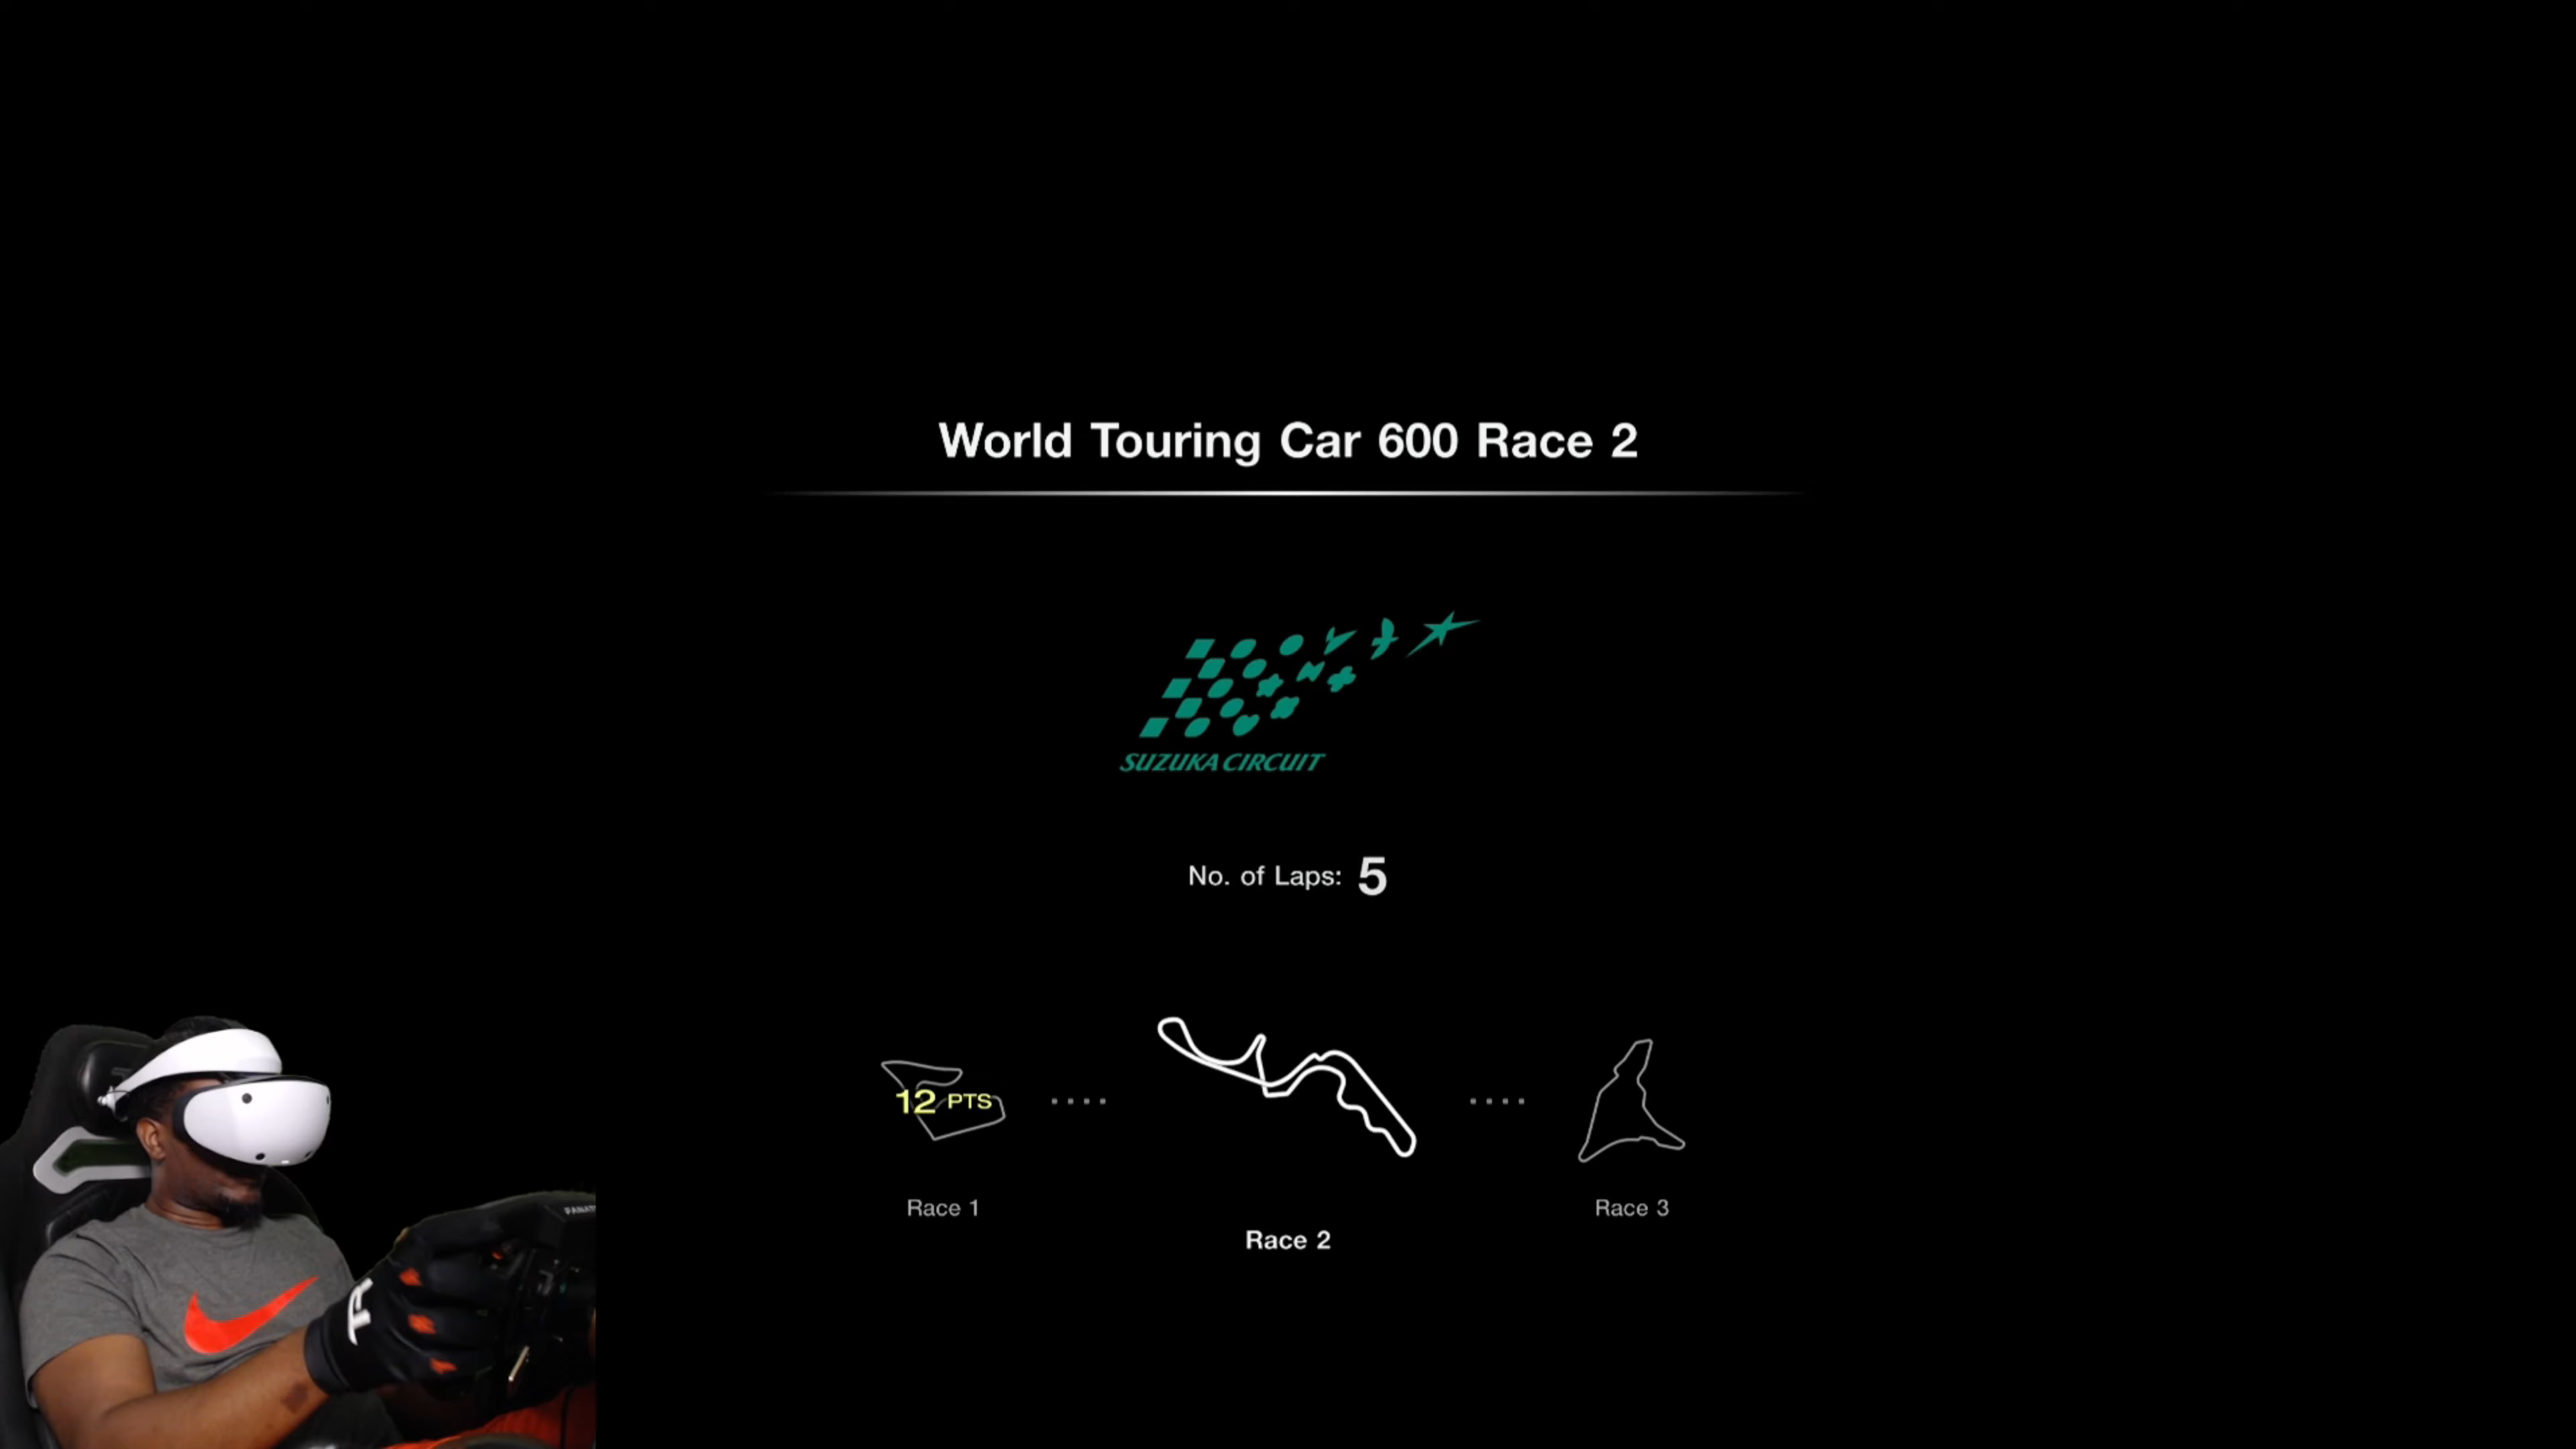 World Touring Car 600 Race 2
SUZUKA CIRCUIT
No. of Laps: 5
12 PTS
Race 1
Race 2
Race 3